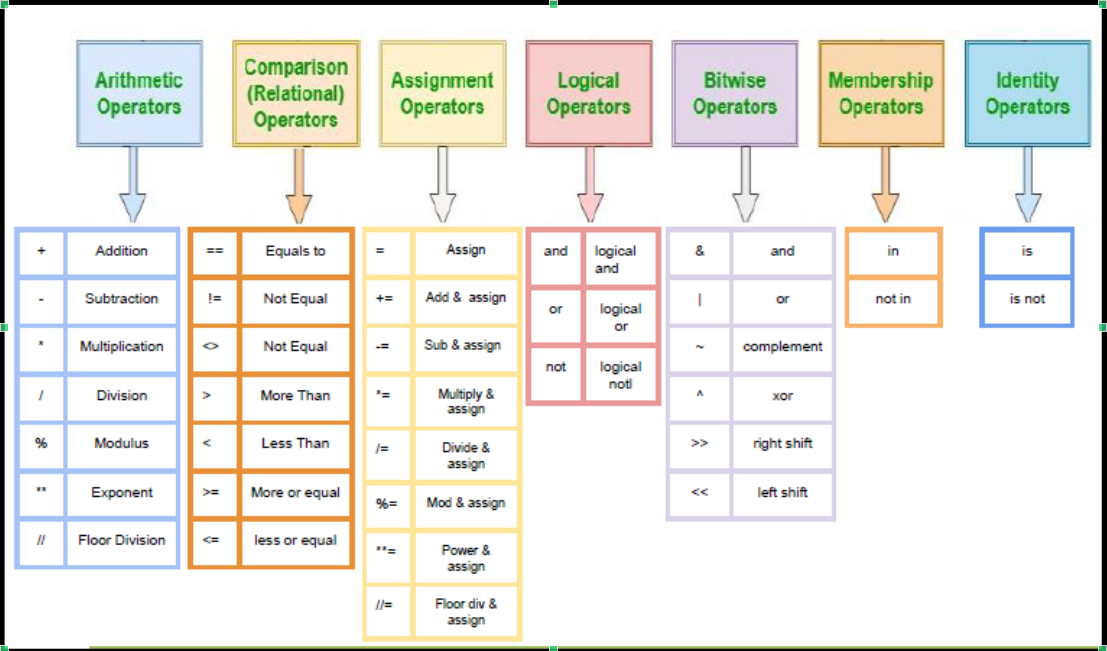 Arithmetic
Operators
Comparison
(Relational)
Operators
Assignment
Operators
Logical
Operators
Bitwise
Operators
Membership
Operators
Identity
Operators
+ Addition
- Subtraction
* Multiplication
/ Division
% Modulus
** Exponent
// Floor Division
== Equals to
!= Not Equal
<> Not Equal
> More Than
< Less Than
>= More or equal
<= less or equal
= Assign
+= Add & assign
-= Sub & assign
*= Multiply &
assign
/= Divide &
assign
%= Mod & assign
**= Power &
assign
//= Floor div &
assign
and logical
and
or logical
or
not logical
notl
& and
| or
~ complement
^ xor
>> right shift
<< left shift
in
not in
is
is not